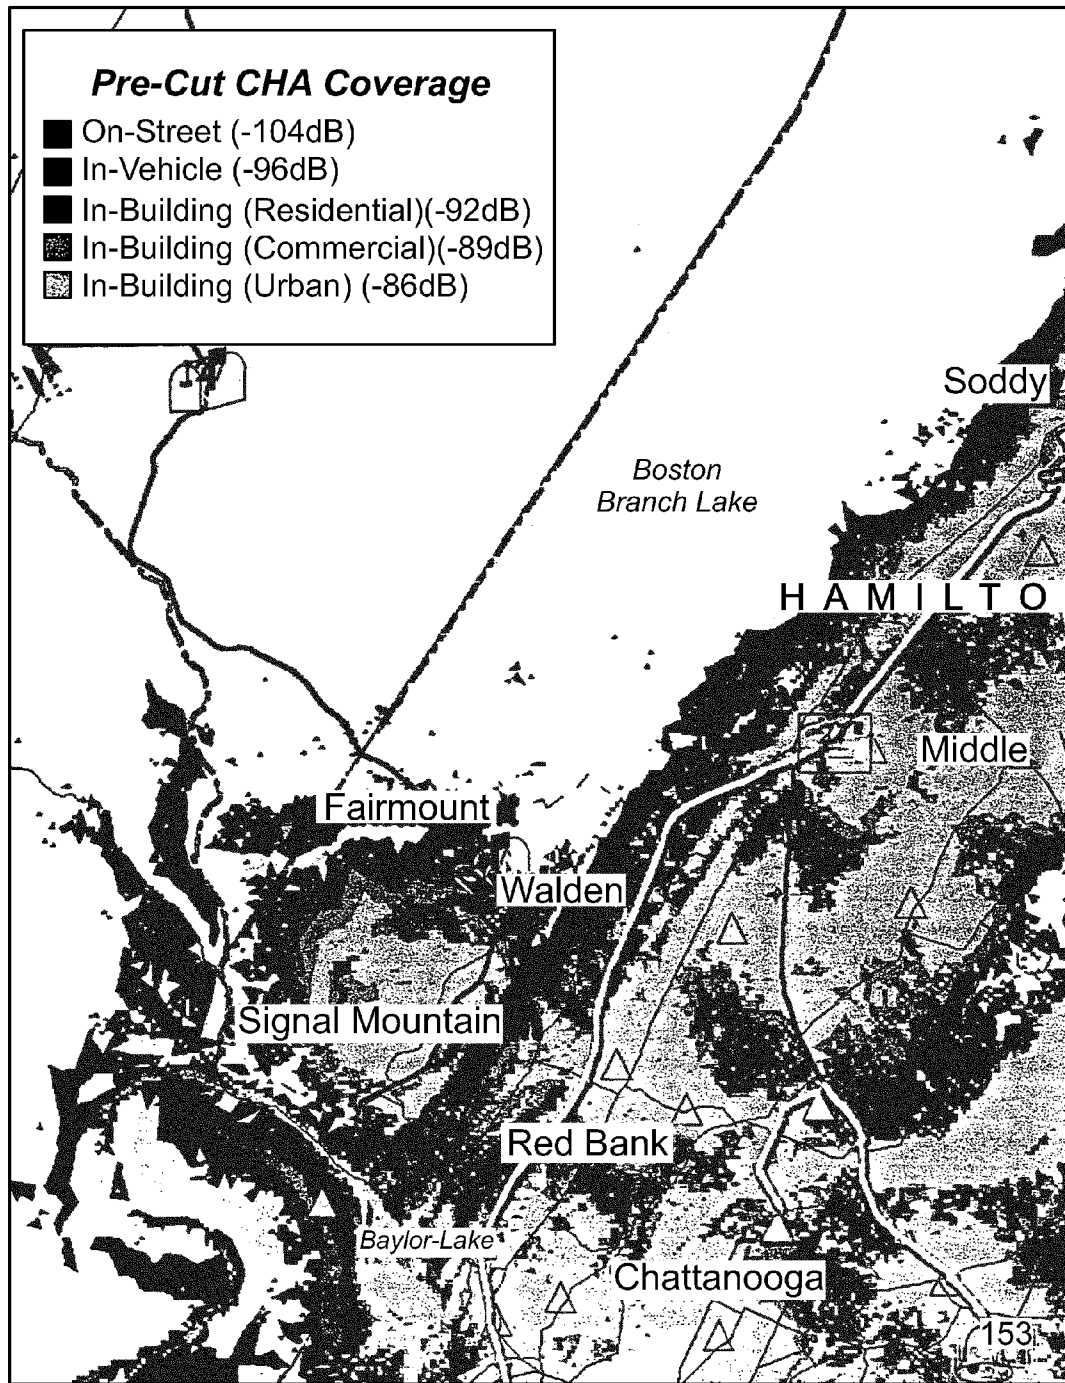 Pre-Cut CHA Coverage
On-Street (-104dB)
In-Vehicle (-96dB)
In-Building (Residential)(-92dB)
In-Building (Commercial)(-89dB)
In-Building (Urban) (-86dB)
Soddy
Boston
Branch Lake
HAMILTO
Middle
Fairmount
Walden
Signal Mountain
Red Bank
Baylor-Lake
Chattanooga
153